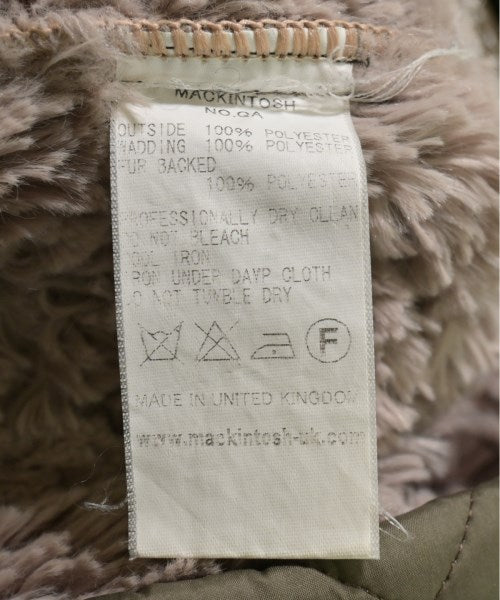 MACKINTOSH
NO.QA
OUTSIDE 100% POLYESTER
WADDING 100% POLYESTER
FUR BACKED
100% POLYESTER
PROFESSIONALLY DRY CLEAN
DO NOT BLEACH
COOL IRON
IRON UNDER DAMP CLOTH
DO NOT TUMBLE DRY
F
MADE IN UNITED KINGDOM
www.mackintosh-uk.com